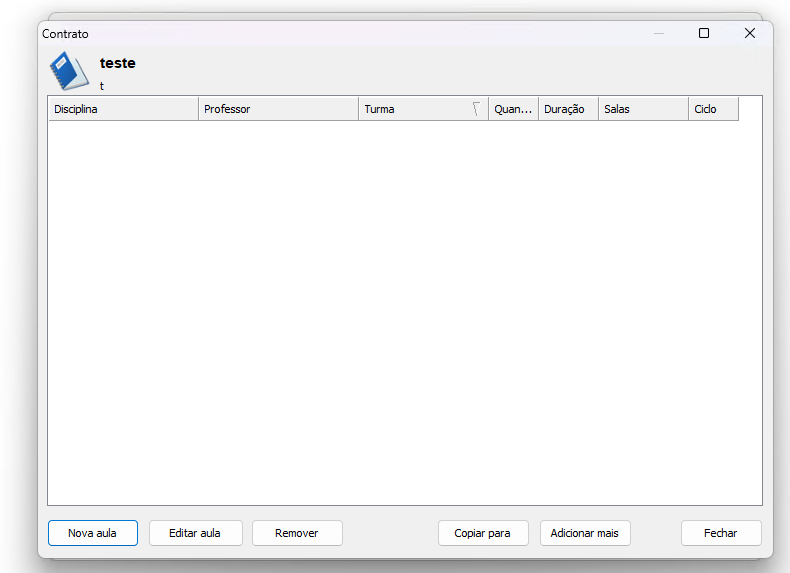 Contrato
teste
t
Disciplina Professor Turma Quan... Duração Salas Ciclo
Nova aula Editar aula Remover Copiar para Adicionar mais Fechar